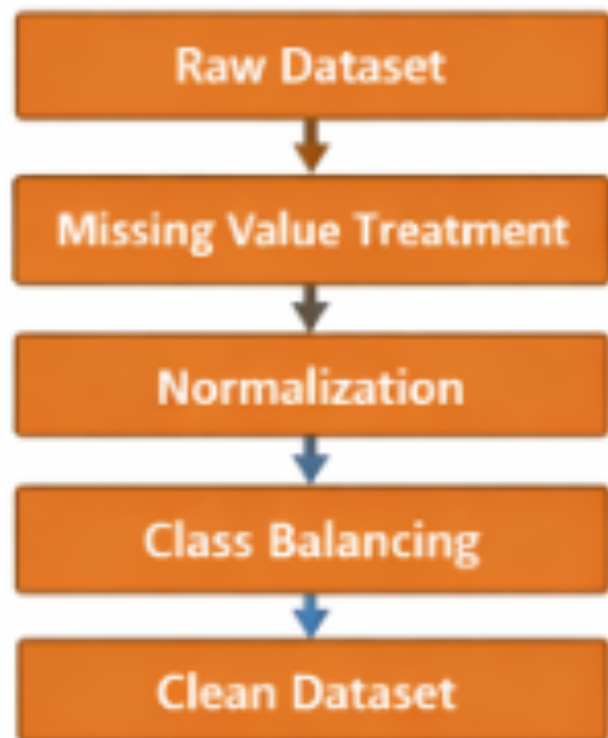 Raw Dataset
Missing Value Treatment
Normalization
Class Balancing
Clean Dataset